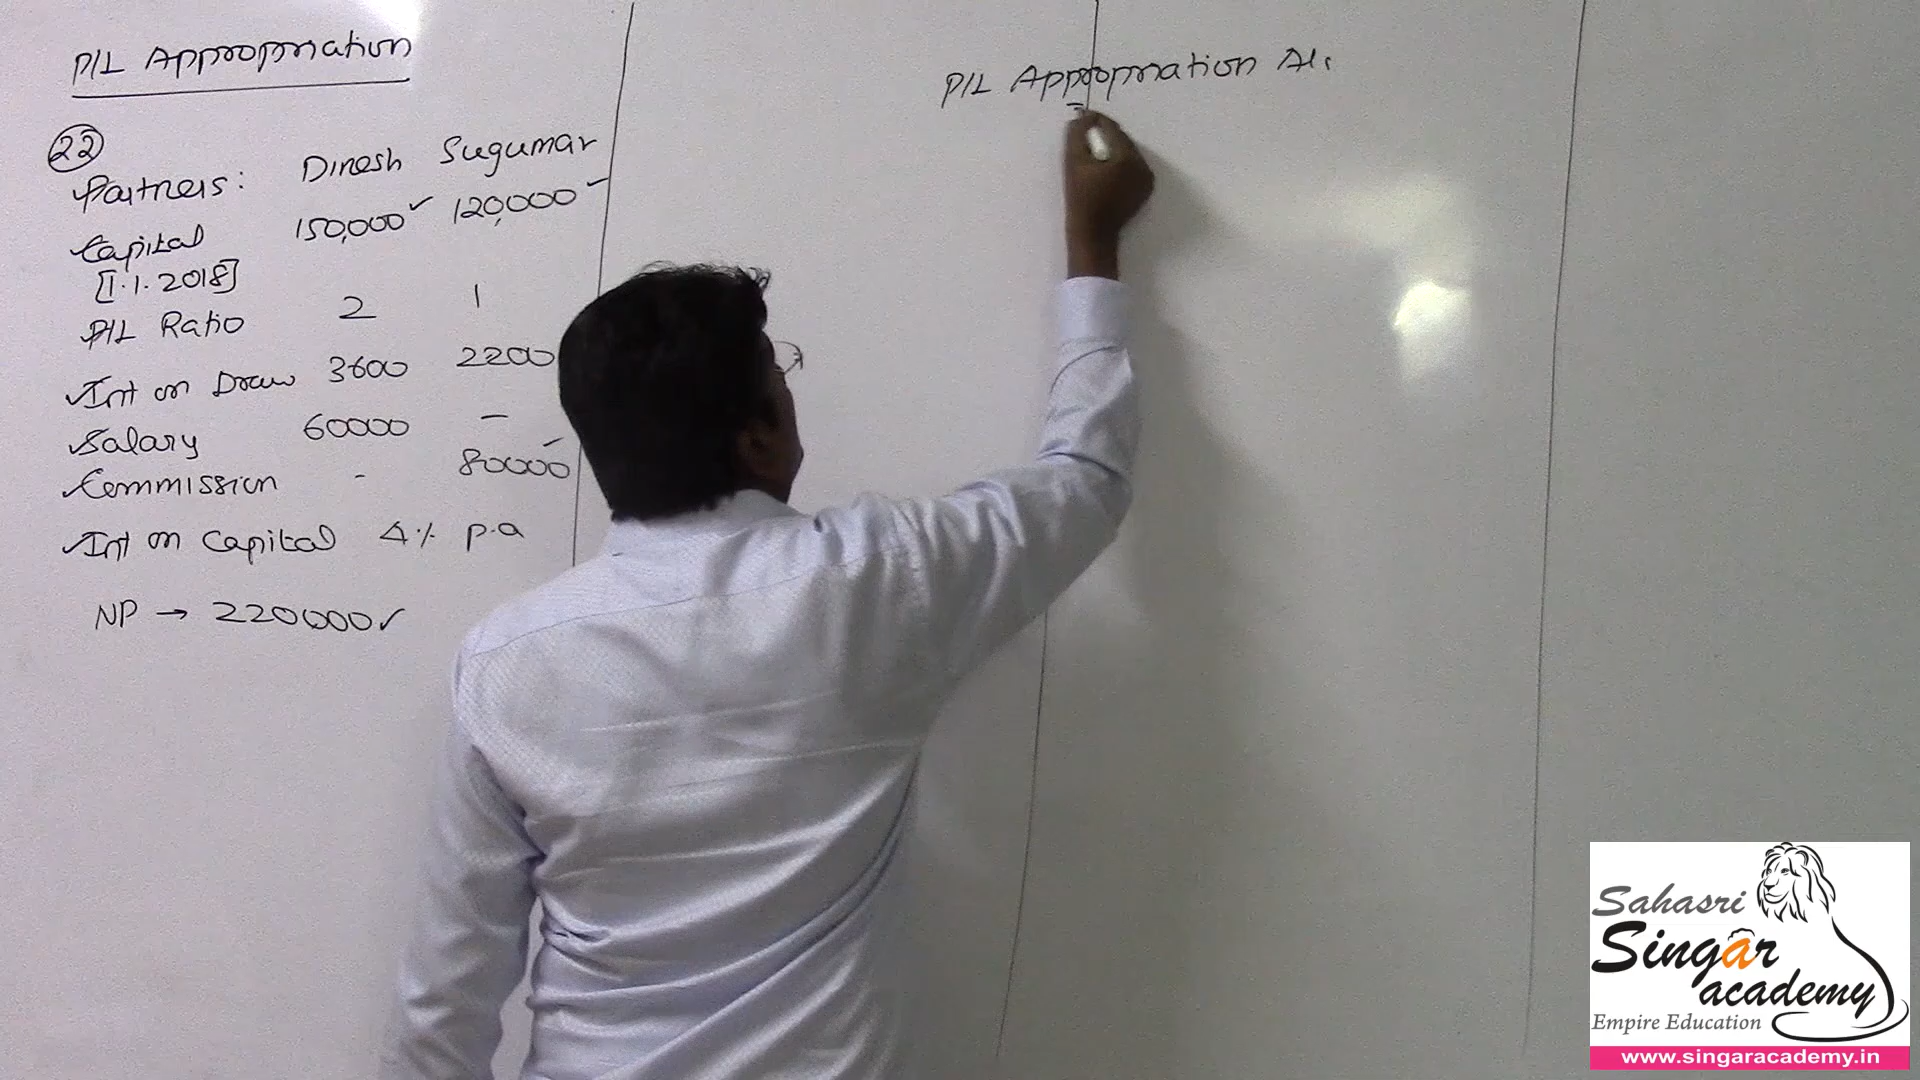 P/L Appropriation
22
Partners: Dinesh Sugumar
Capital 150,000 120,000
[1.1.2018]
P/L Ratio 2 1
Int on Draw 3600 2200
Salary 60000 -
Commission - 80000
Int on Capital 4% p.a
NP → 220,000
P/L Appropriation A/c
Sahasri
Singar
academy
Empire Education
www.singaracademy.in